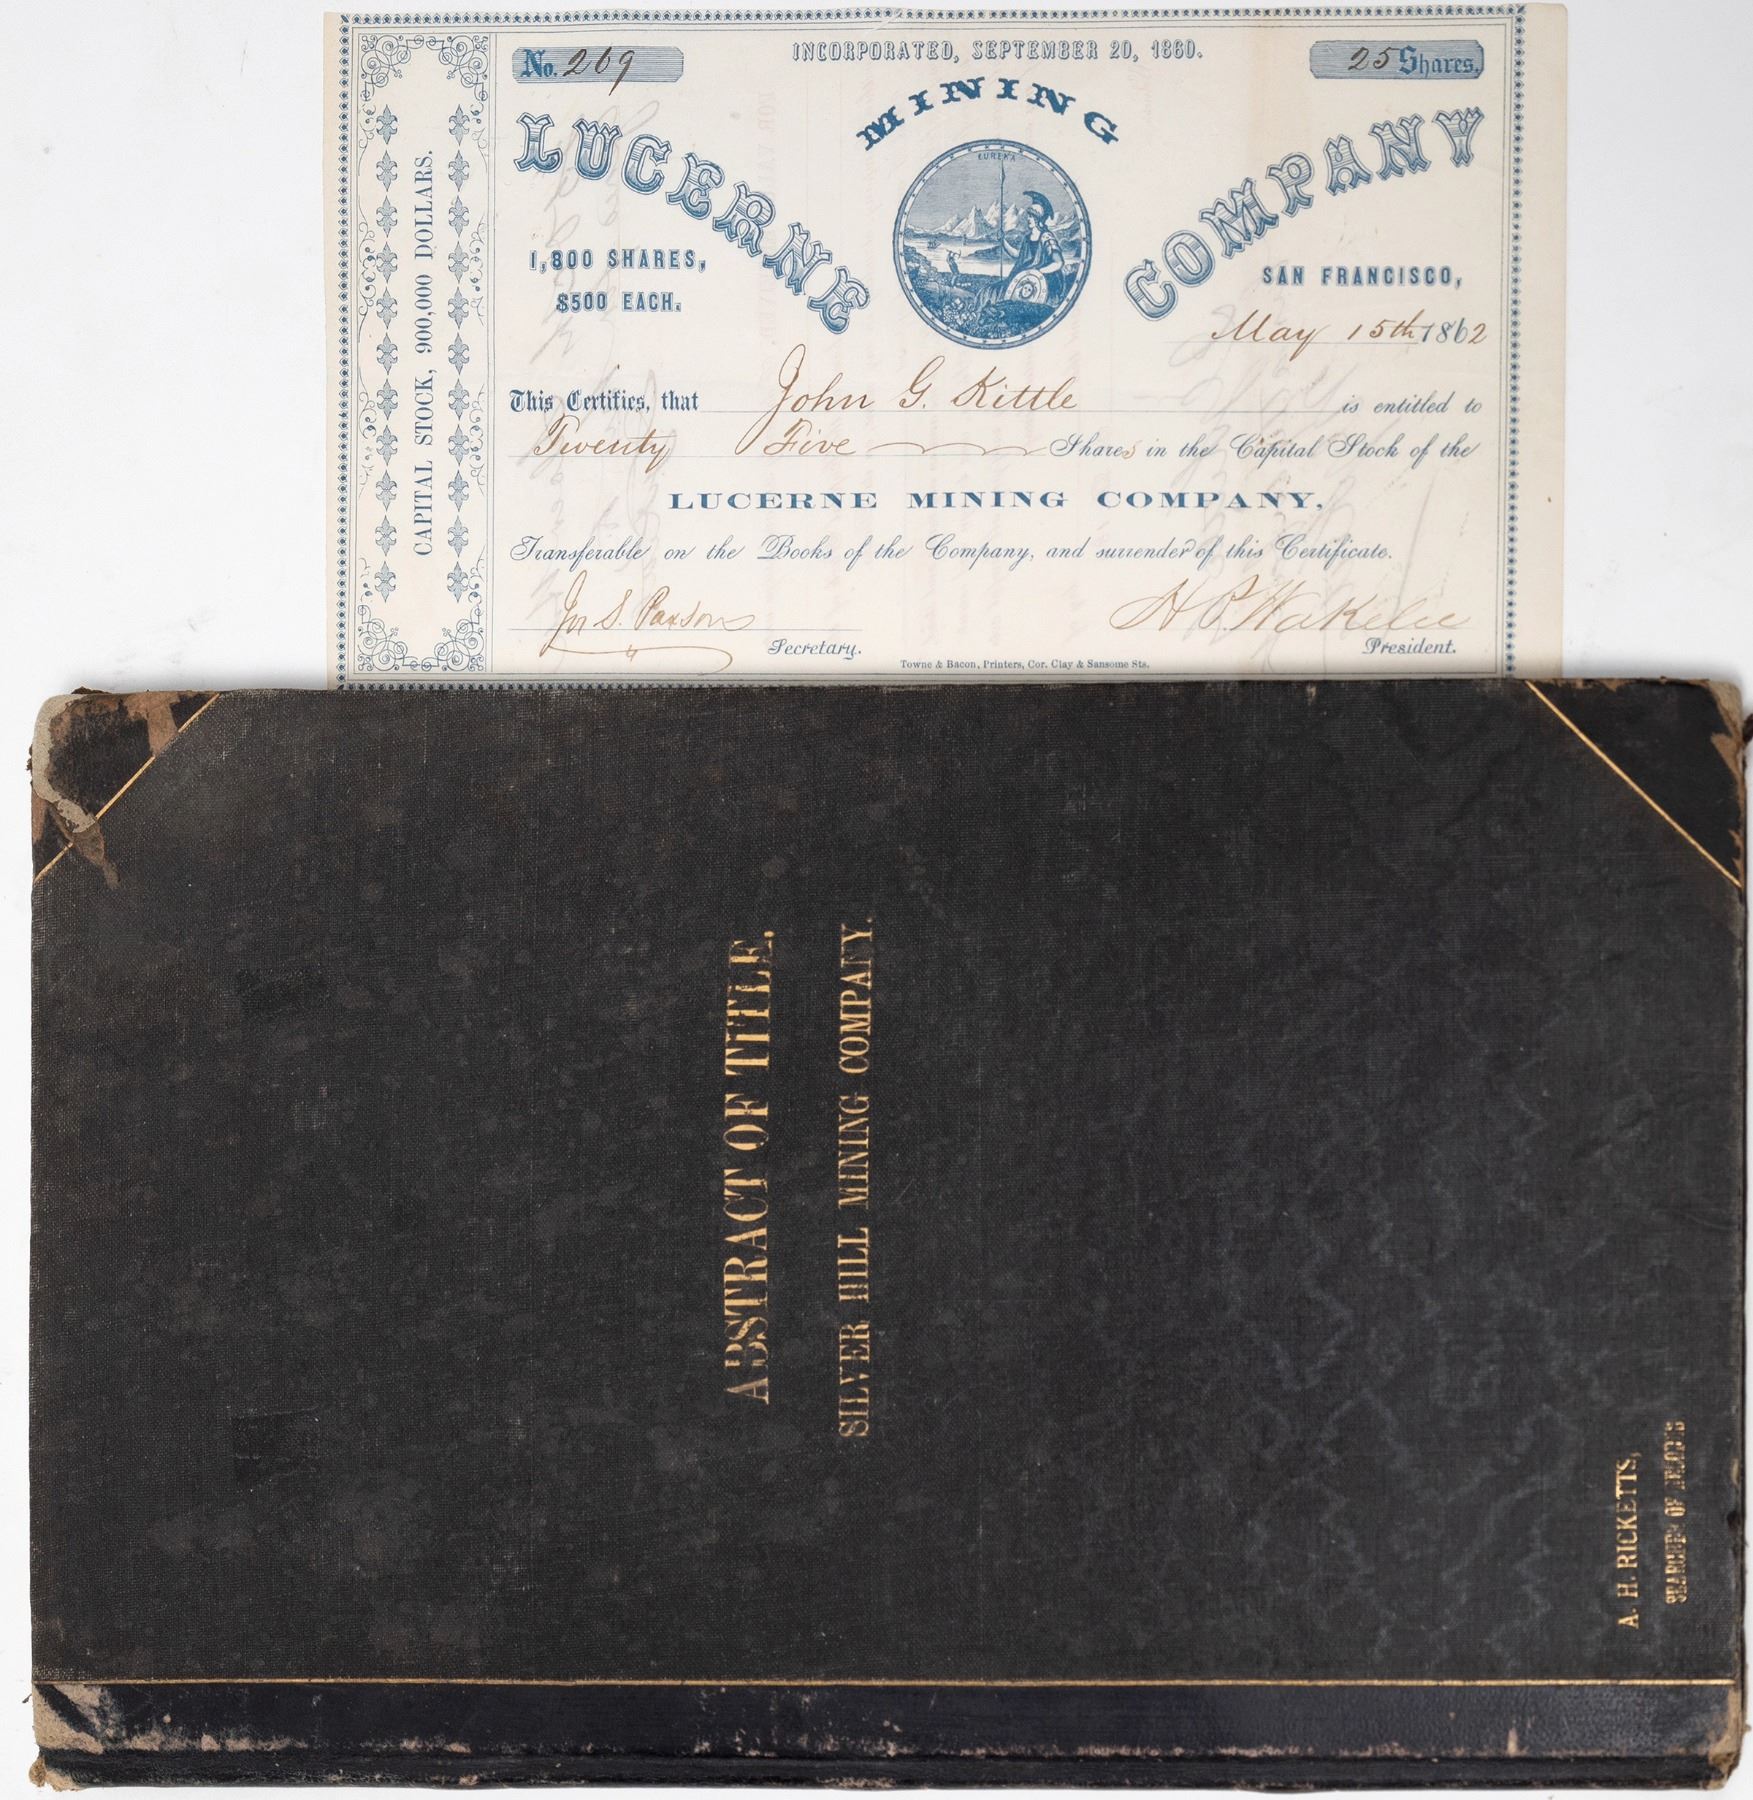 No. 269
INCORPORATED, SEPTEMBER 20, 1860.
25 Shares.
LUCERNE MINING COMPANY
EUREKA
CAPITAL STOCK, 900,000 DOLLARS.
1,800 SHARES,
$500 EACH.
SAN FRANCISCO,
May 15th 1862
This Certifies, that John G. Kittle is entitled to
Twenty Five Shares in the Capital Stock of the
LUCERNE MINING COMPANY,
Transferable on the Books of the Company, and surrender of this Certificate.
Jn S. Paxson
Secretary.
H P. Wakelee
President.
Towne & Bacon, Printers, Cor. Clay & Sansome Sts.
ABSTRACT OF TITLE,
SILVER HILL MINING COMPANY.
A. H. RICKETTS,
SEARCHER OF RECORDS